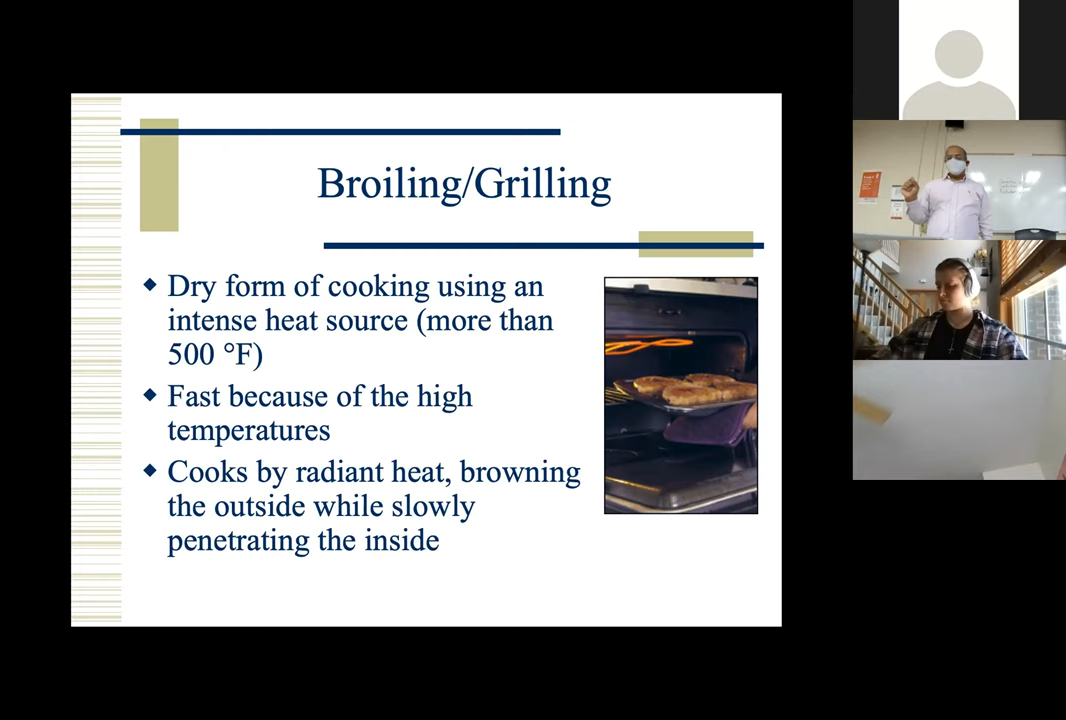 Broiling/Grilling
Dry form of cooking using an
intense heat source (more than
500 °F)
Fast because of the high
temperatures
Cooks by radiant heat, browning
the outside while slowly
penetrating the inside